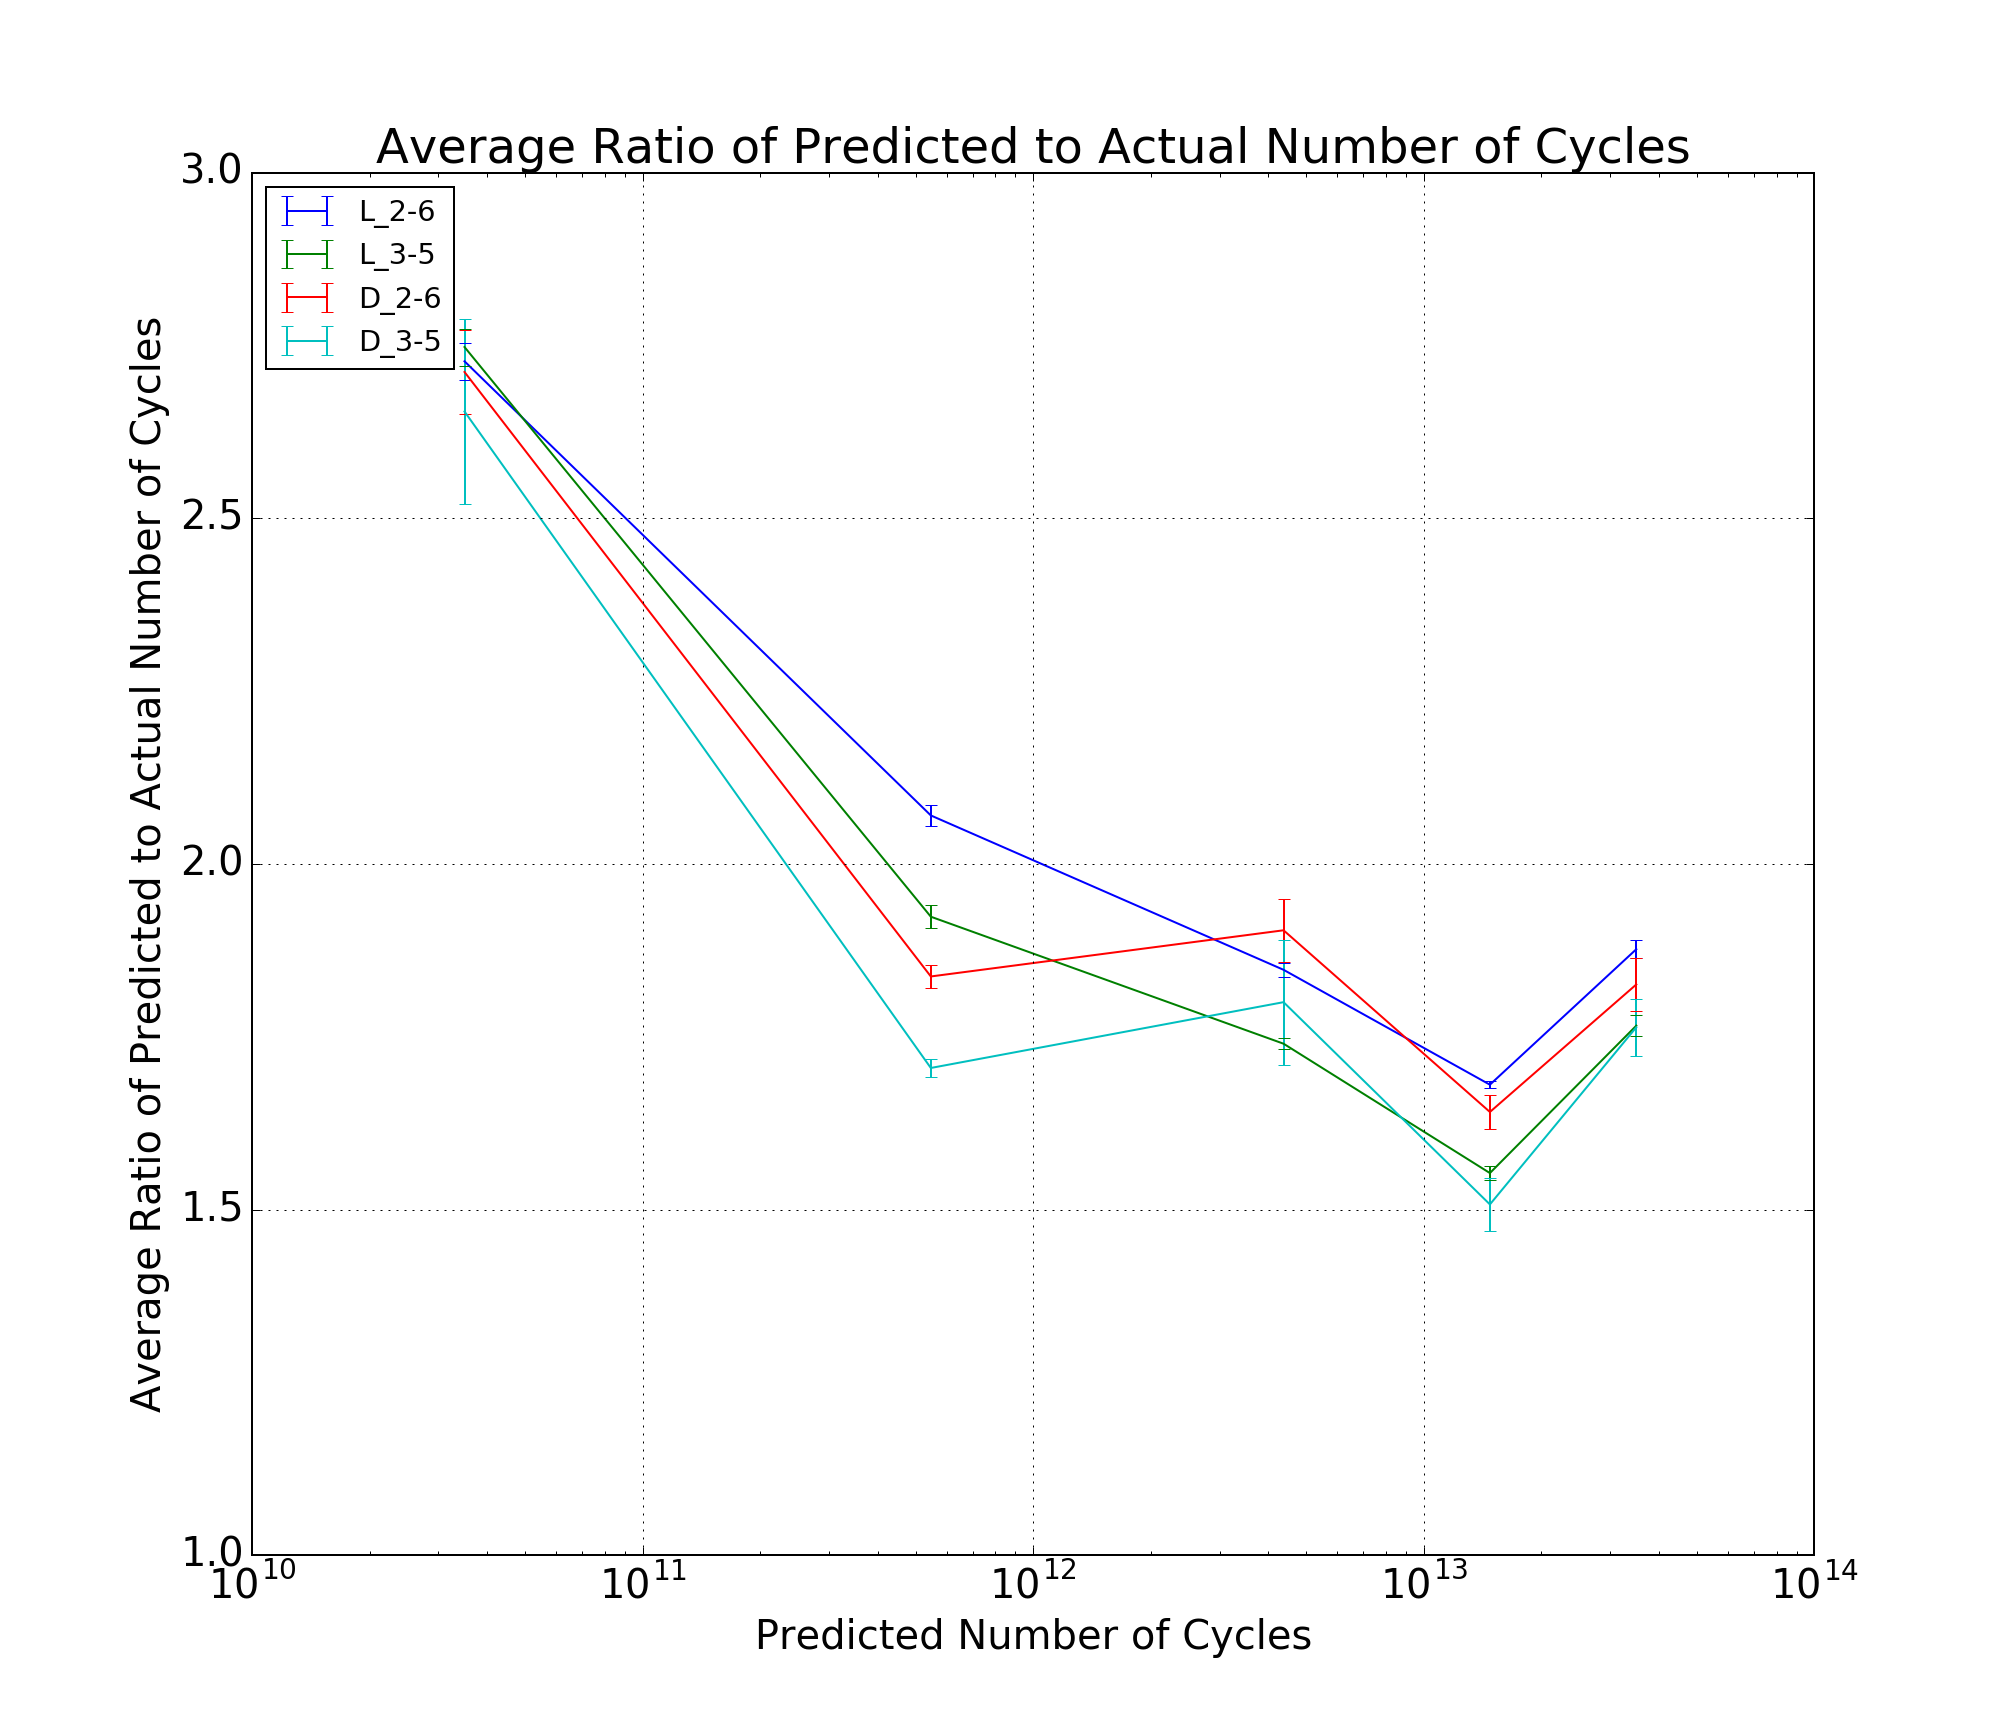 Average Ratio of Predicted to Actual Number of Cycles
3.0
L_2-6
L_3-5
D_2-6
D_3-5
2.5
2.0
1.5
1.0
Average Ratio of Predicted to Actual Number of Cycles
10^10 10^11 10^12 10^13 10^14
Predicted Number of Cycles